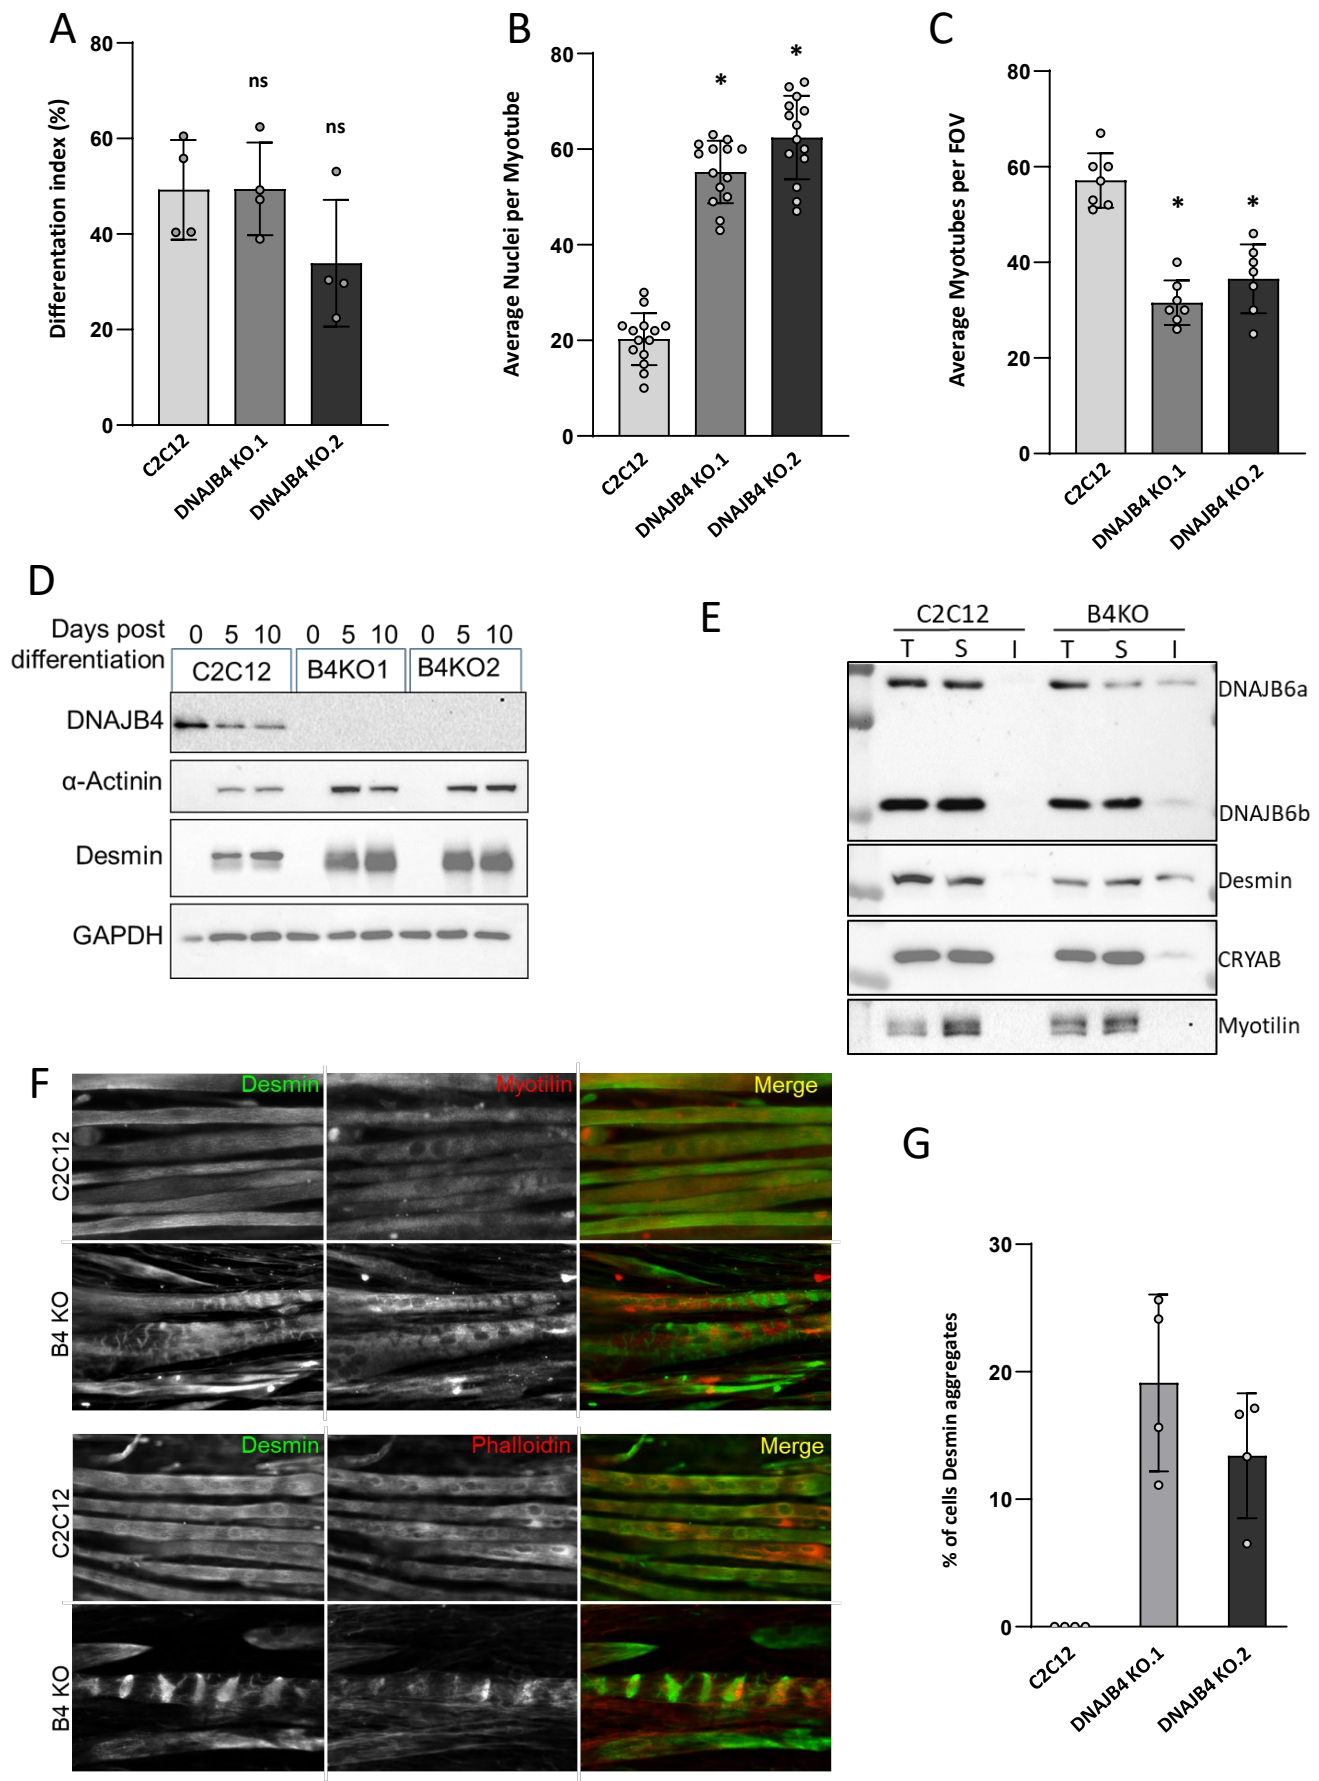 A
Differentation index (%)
80
60
40
20
0
ns
ns
C2C12
DNAJB4 KO.1
DNAJB4 KO.2
B
Average Nuclei per Myotube
80
60
40
20
0
*
*
C2C12
DNAJB4 KO.1
DNAJB4 KO.2
C
Average Myotubes per FOV
80
60
40
20
0
*
*
C2C12
DNAJB4 KO.1
DNAJB4 KO.2
D
Days post
differentiation
0 5 10 0 5 10 0 5 10
C2C12 B4KO1 B4KO2
DNAJB4
α-Actinin
Desmin
GAPDH
E
C2C12 B4KO
T S I T S I
DNAJB6a
DNAJB6b
Desmin
CRYAB
Myotilin
F
Desmin Myotilin Merge
C2C12
B4 KO
Desmin Phalloidin Merge
C2C12
B4 KO
G
% of cells Desmin aggregates
30
20
10
0
C2C12
DNAJB4 KO.1
DNAJB4 KO.2